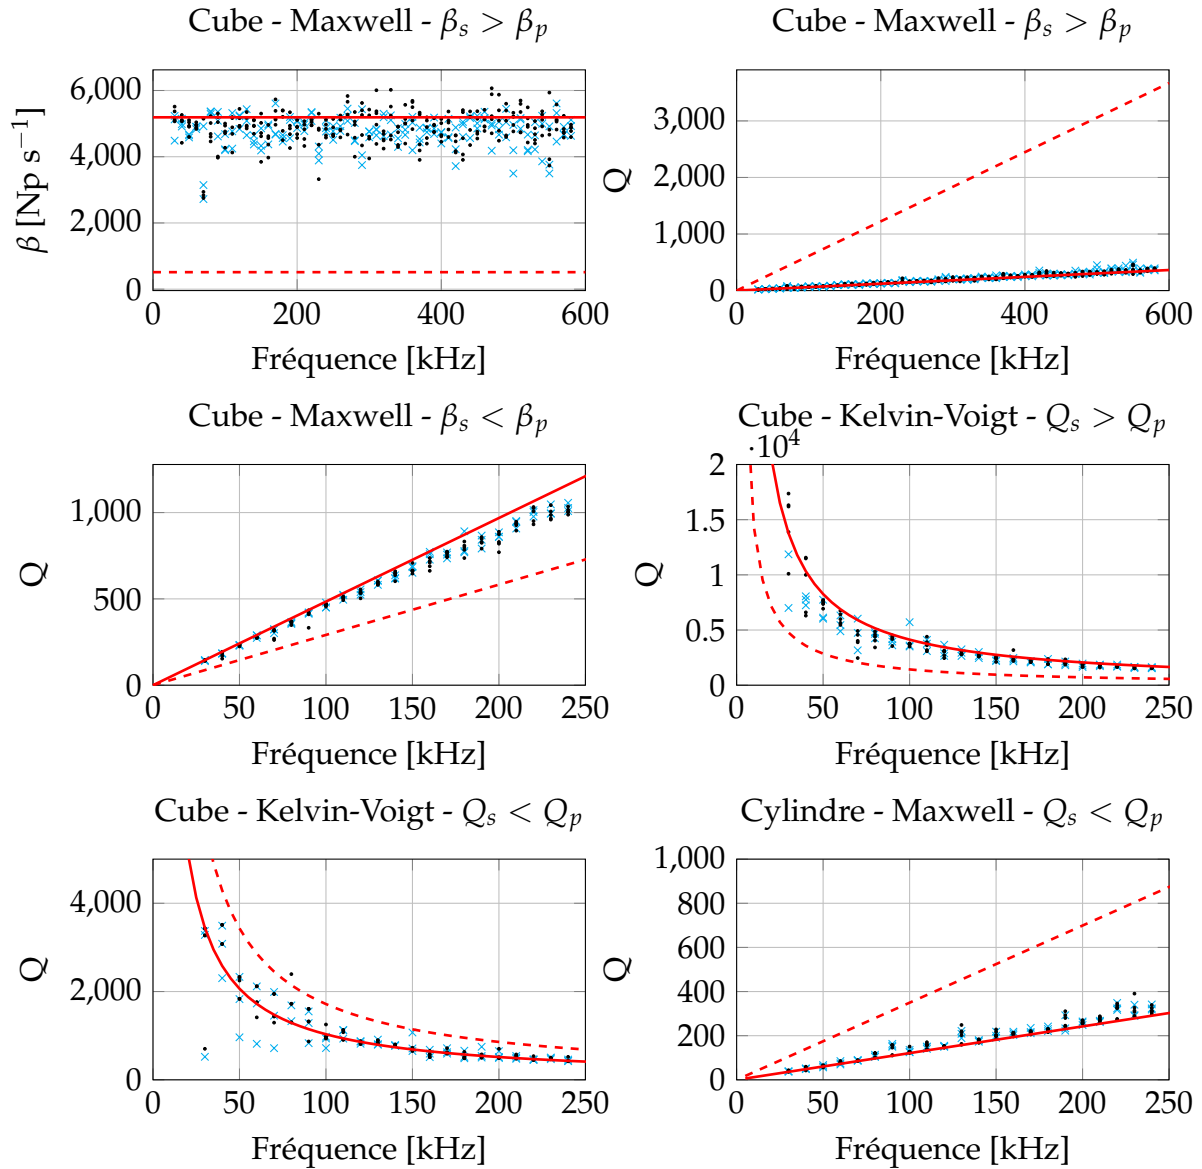 Cube - Maxwell - βs > βp
6,000
4,000
2,000
0
β [Np s−1]
0 200 400 600
Fréquence [kHz]
Cube - Maxwell - βs > βp
3,000
2,000
1,000
0
Q
0 200 400 600
Fréquence [kHz]
Cube - Maxwell - βs < βp
1,000
500
0
Q
0 50 100 150 200 250
Fréquence [kHz]
Cube - Kelvin-Voigt - Qs > Qp
·10^4
2
1.5
1
0.5
0
Q
0 50 100 150 200 250
Fréquence [kHz]
Cube - Kelvin-Voigt - Qs < Qp
4,000
2,000
0
Q
0 50 100 150 200 250
Fréquence [kHz]
Cylindre - Maxwell - Qs < Qp
1,000
800
600
400
200
0
Q
0 50 100 150 200 250
Fréquence [kHz]